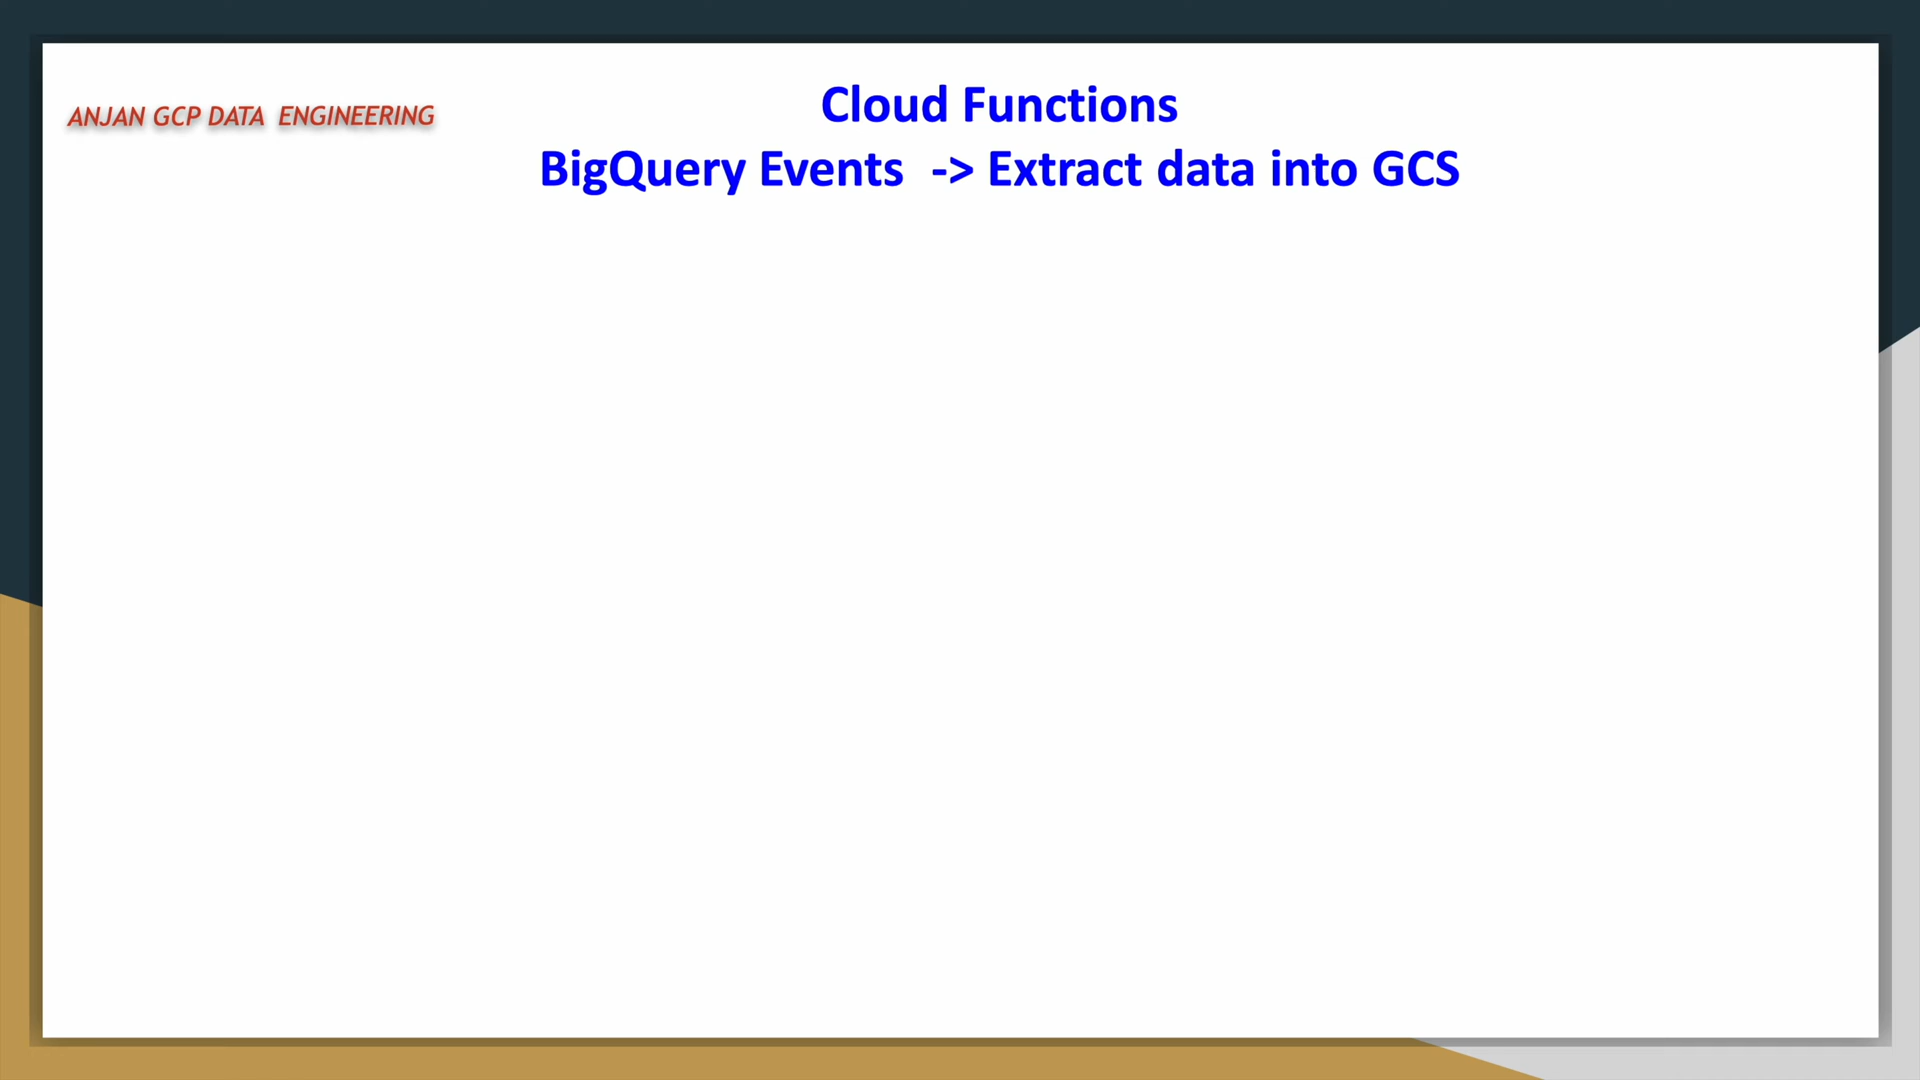 ANJAN GCP DATA ENGINEERING
Cloud Functions
BigQuery Events -> Extract data into GCS